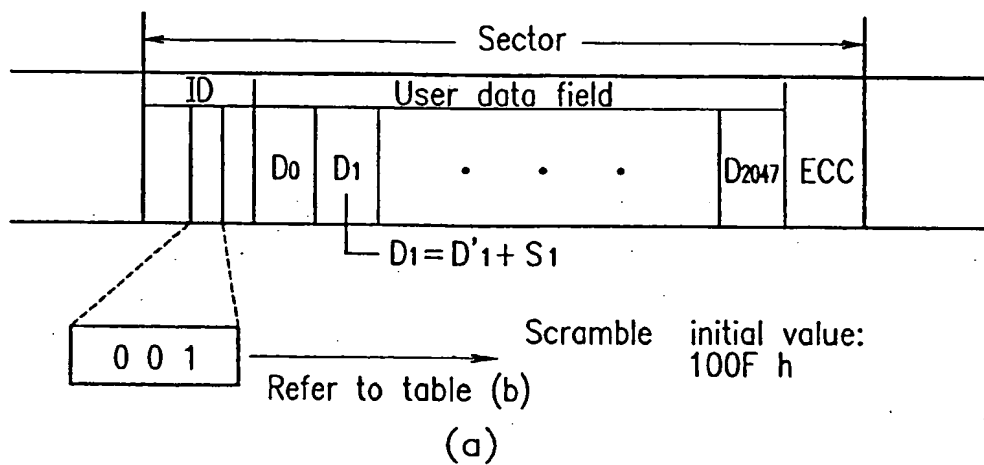 Sector
ID User data field
D0 D1 · · · D2047 ECC
D1=D'1+S1
0 0 1
Scramble initial value:
100F h
Refer to table (b)
(a)